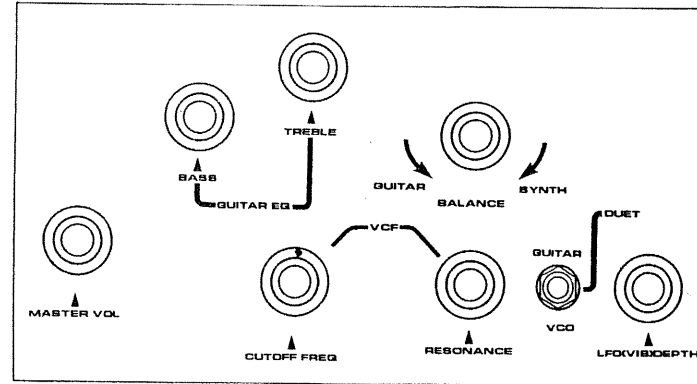 TREBLE
BASS
GUITAR EQ
GUITAR
SYNTH
BALANCE
DUET
VCF
GUITAR
MASTER VOL
VCO
CUTOFF FREQ
RESONANCE
LFO(VIB)DEPTH